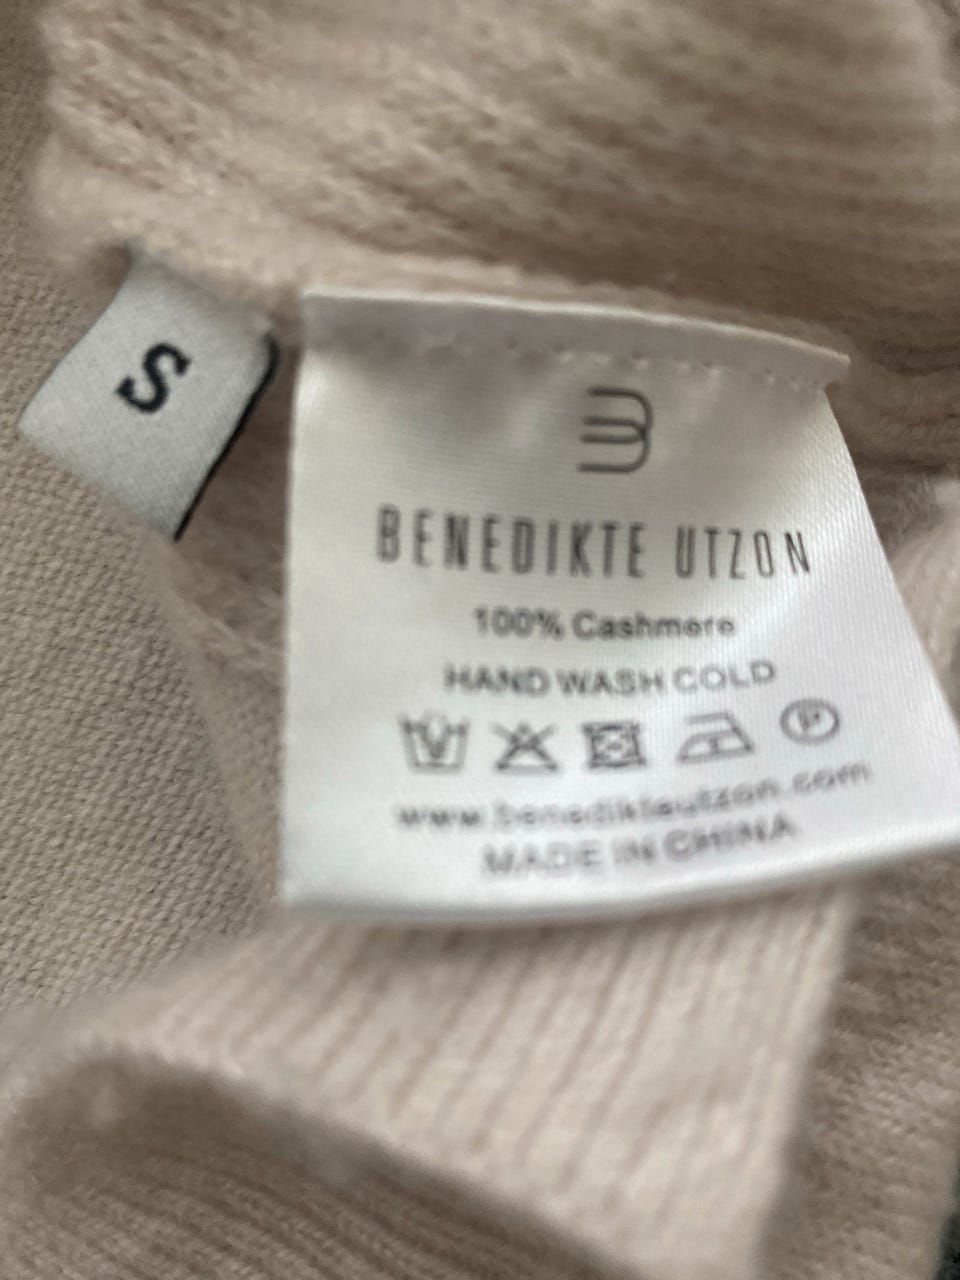 S
BENEDIKTE UTZON
100% Cashmere
HAND WASH COLD
P
www.benedikteutzon.com
MADE IN CHINA